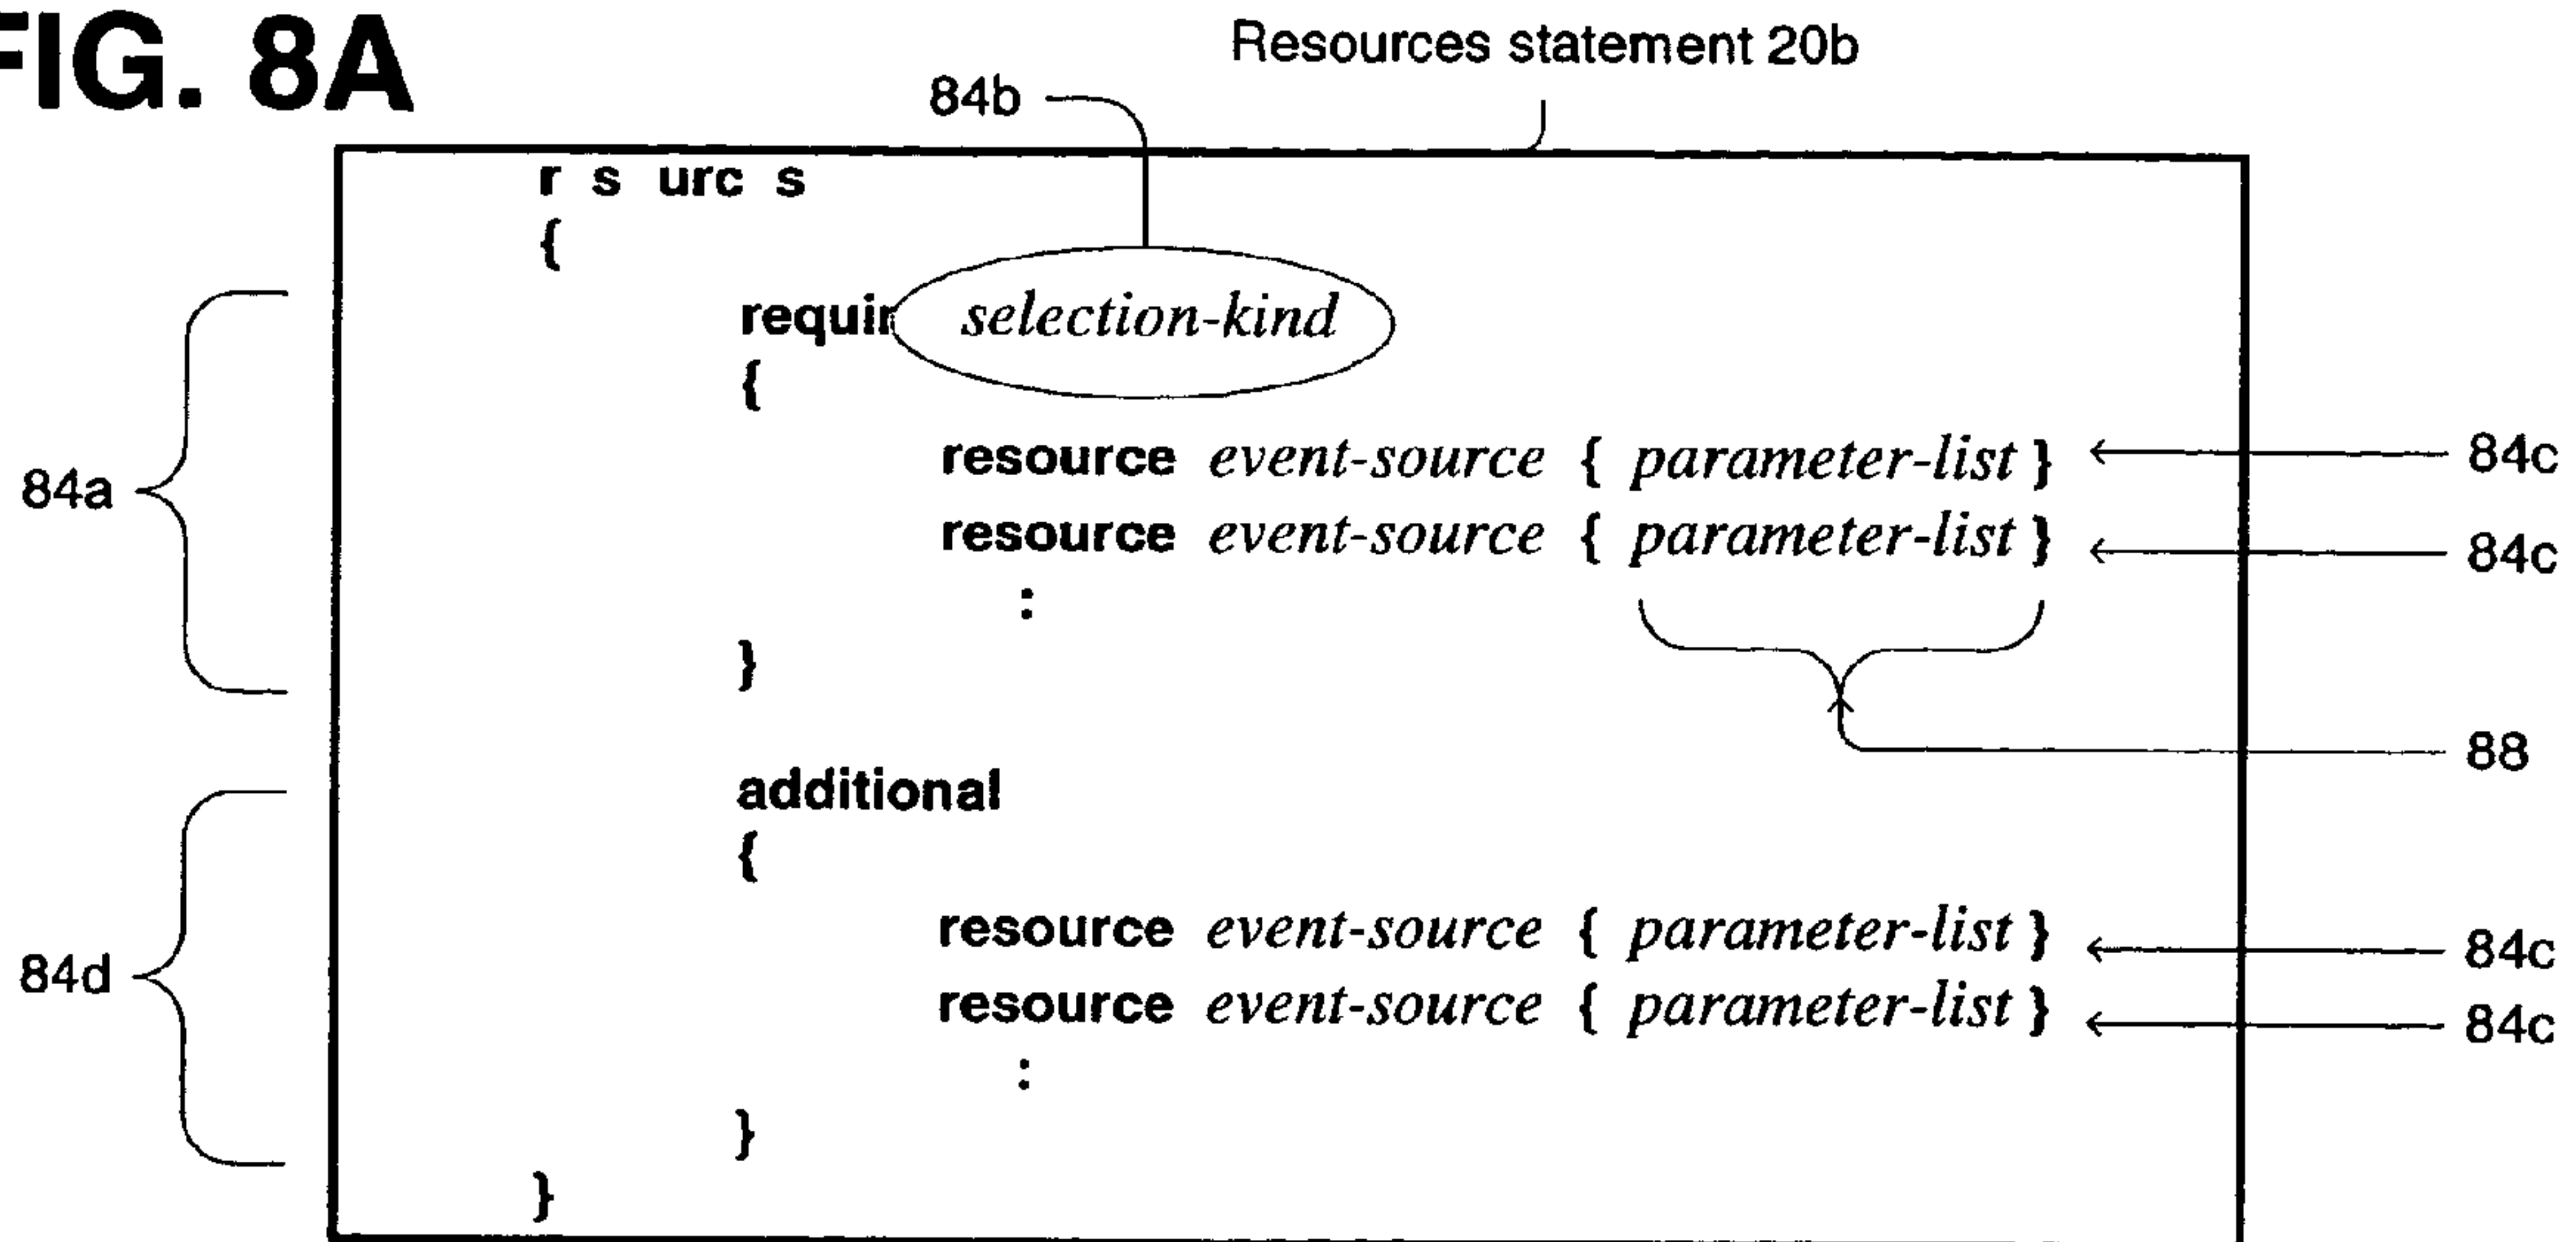 FIG. 8A
Resources statement 20b
84b
r s urc s
{
requir selection-kind
{
resource event-source { parameter-list } 84c
resource event-source { parameter-list } 84c
:
}
84a
88
additional
{
resource event-source { parameter-list } 84c
resource event-source { parameter-list } 84c
:
}
84d
}